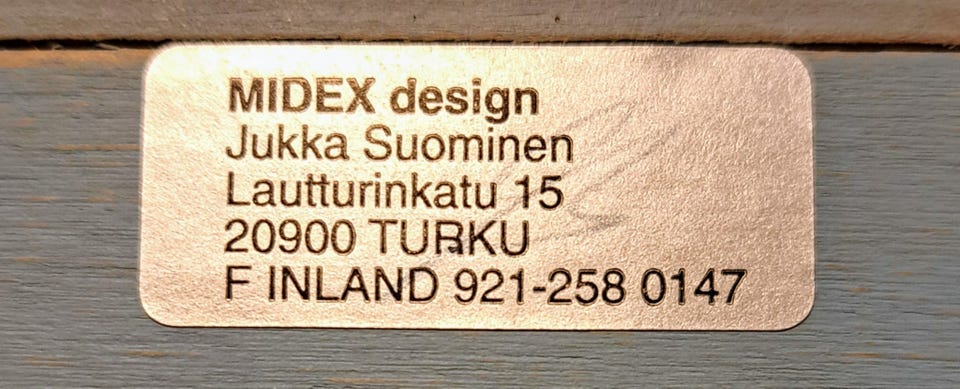 MIDEX design
Jukka Suominen
Lautturinkatu 15
20900 TURKU
F INLAND 921-258 0147